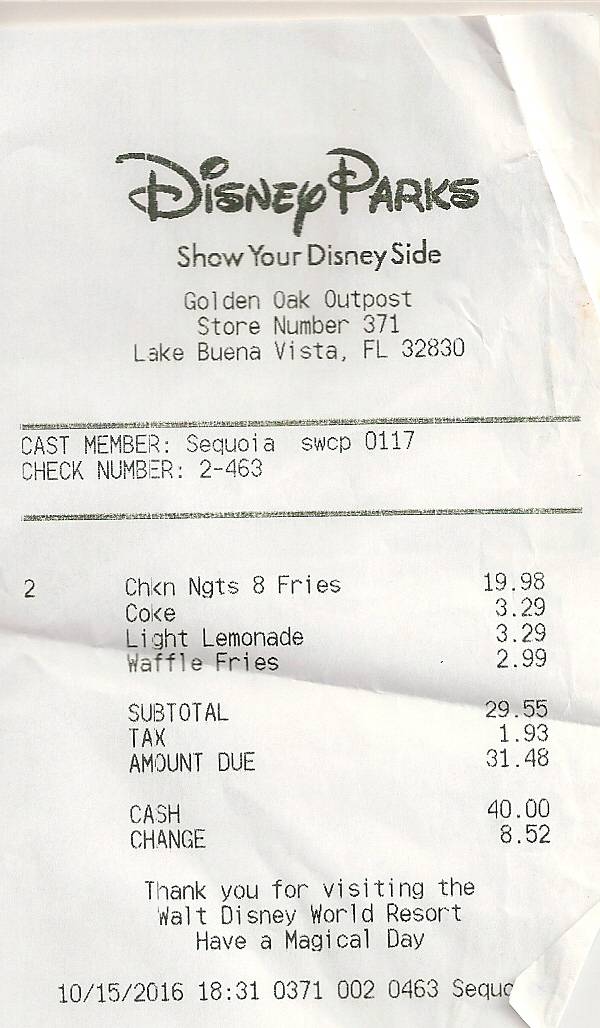 Disney Parks
Show Your Disney Side
Golden Oak Outpost
Store Number 371
Lake Buena Vista, FL 32830
CAST MEMBER: Sequoia swcp 0117
CHECK NUMBER: 2-463
2 Chkn Ngts 8 Fries 19.98
Coke 3.29
Light Lemonade 3.29
Waffle Fries 2.99
SUBTOTAL 29.55
TAX 1.93
AMOUNT DUE 31.48
CASH 40.00
CHANGE 8.52
Thank you for visiting the
Walt Disney World Resort
Have a Magical Day
10/15/2016 18:31 0371 002 0463 Sequo